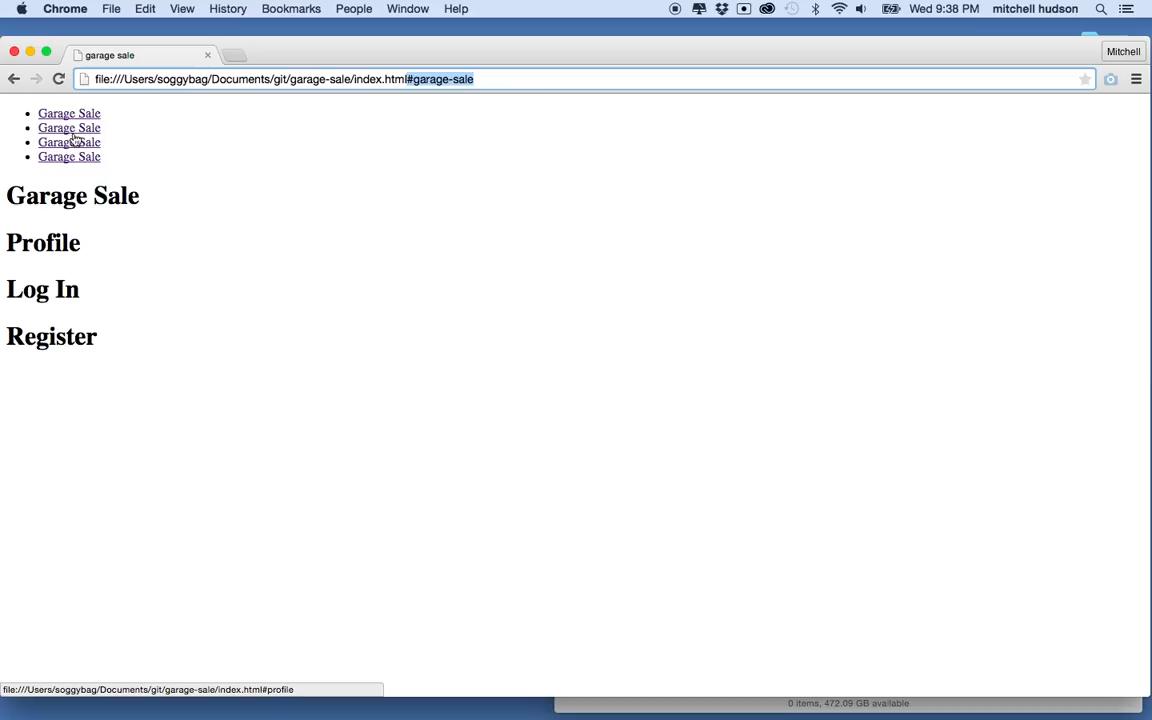 Chrome File Edit View History Bookmarks People Window Help Wed 9:38 PM mitchell hudson
garage sale Mitchell
file:///Users/soggybag/Documents/git/garage-sale/index.html#garage-sale
Garage Sale
Garage Sale
Garage Sale
Garage Sale
Garage Sale
Profile
Log In
Register
file:///Users/soggybag/Documents/git/garage-sale/index.html#profile
0 items, 472.09 GB available